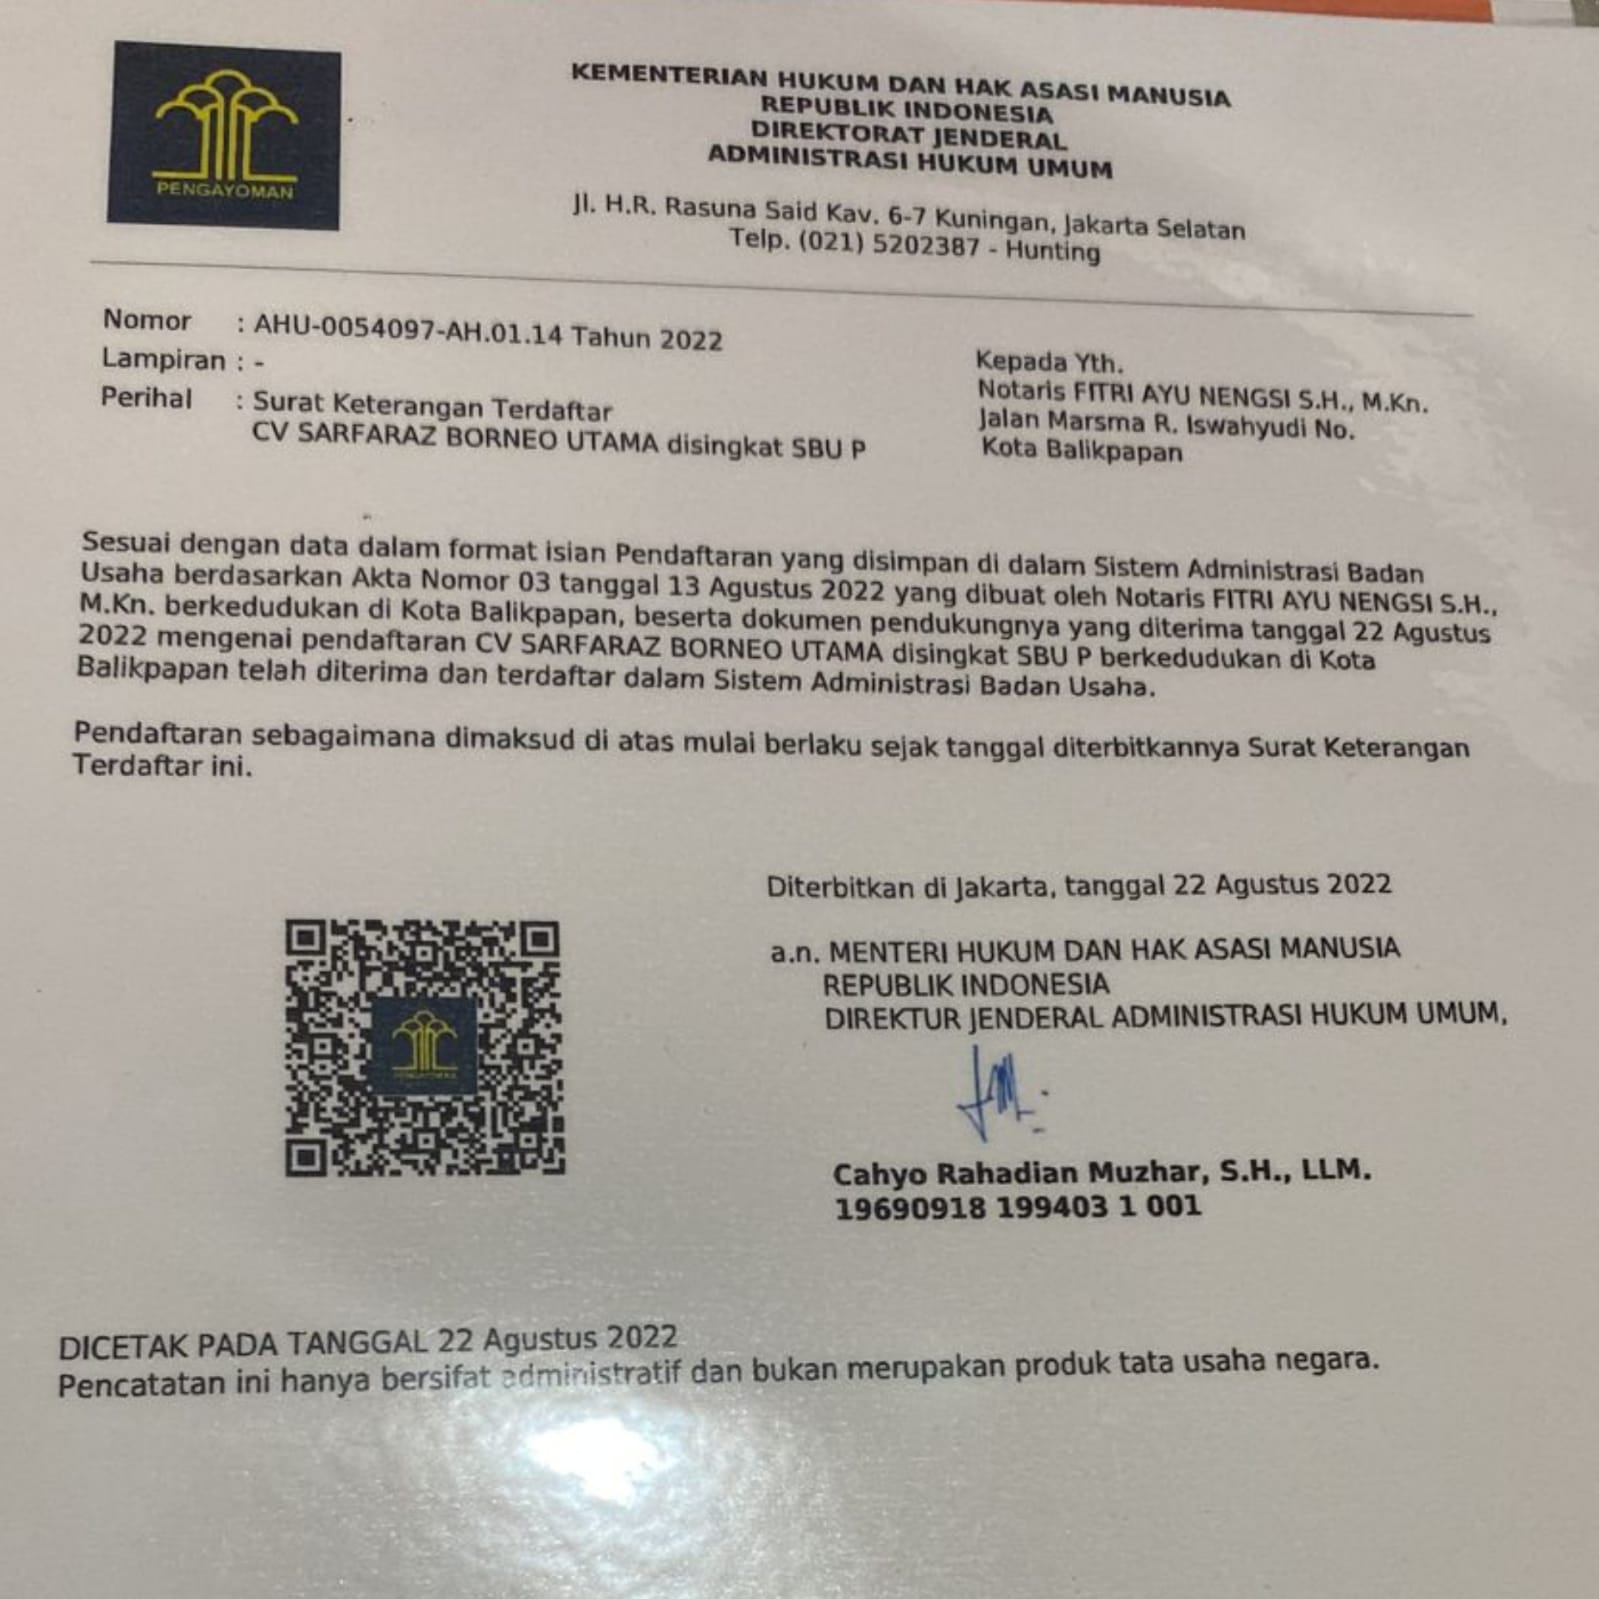 PENGAYOMAN
KEMENTERIAN HUKUM DAN HAK ASASI MANUSIA
REPUBLIK INDONESIA
DIREKTORAT JENDERAL
ADMINISTRASI HUKUM UMUM
Jl. H.R. Rasuna Said Kav. 6-7 Kuningan, Jakarta Selatan
Telp. (021) 5202387 - Hunting
Nomor : AHU-0054097-AH.01.14 Tahun 2022
Lampiran : -
Perihal : Surat Keterangan Terdaftar
CV SARFARAZ BORNEO UTAMA disingkat SBU P
Kepada Yth.
Notaris FITRI AYU NENGSI S.H., M.Kn.
Jalan Marsma R. Iswahyudi No.
Kota Balikpapan
Sesuai dengan data dalam format isian Pendaftaran yang disimpan di dalam Sistem Administrasi Badan
Usaha berdasarkan Akta Nomor 03 tanggal 13 Agustus 2022 yang dibuat oleh Notaris FITRI AYU NENGSI S.H.,
M.Kn. berkedudukan di Kota Balikpapan, beserta dokumen pendukungnya yang diterima tanggal 22 Agustus
2022 mengenai pendaftaran CV SARFARAZ BORNEO UTAMA disingkat SBU P berkedudukan di Kota
Balikpapan telah diterima dan terdaftar dalam Sistem Administrasi Badan Usaha.
Pendaftaran sebagaimana dimaksud di atas mulai berlaku sejak tanggal diterbitkannya Surat Keterangan
Terdaftar ini.
Diterbitkan di Jakarta, tanggal 22 Agustus 2022
a.n. MENTERI HUKUM DAN HAK ASASI MANUSIA
REPUBLIK INDONESIA
DIREKTUR JENDERAL ADMINISTRASI HUKUM UMUM,
PENGAYOMAN
Cahyo Rahadian Muzhar, S.H., LLM.
19690918 199403 1 001
DICETAK PADA TANGGAL 22 Agustus 2022
Pencatatan ini hanya bersifat administratif dan bukan merupakan produk tata usaha negara.